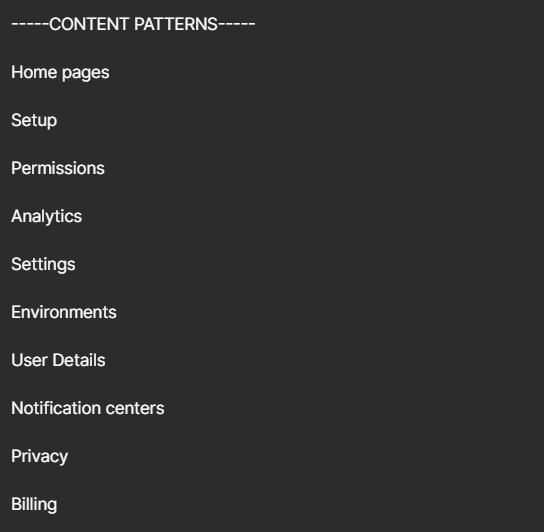 -----CONTENT PATTERNS-----
Home pages
Setup
Permissions
Analytics
Settings
Environments
User Details
Notification centers
Privacy
Billing